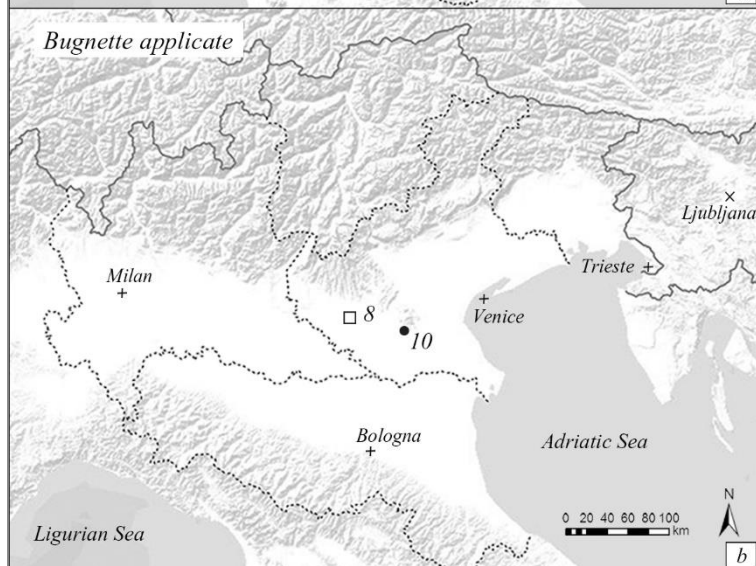 Bugnette applicate
Ljubljana
Milan
Trieste
8
Venice
10
Bologna
Adriatic Sea
N
0 20 40 60 80 100
km
Ligurian Sea
b